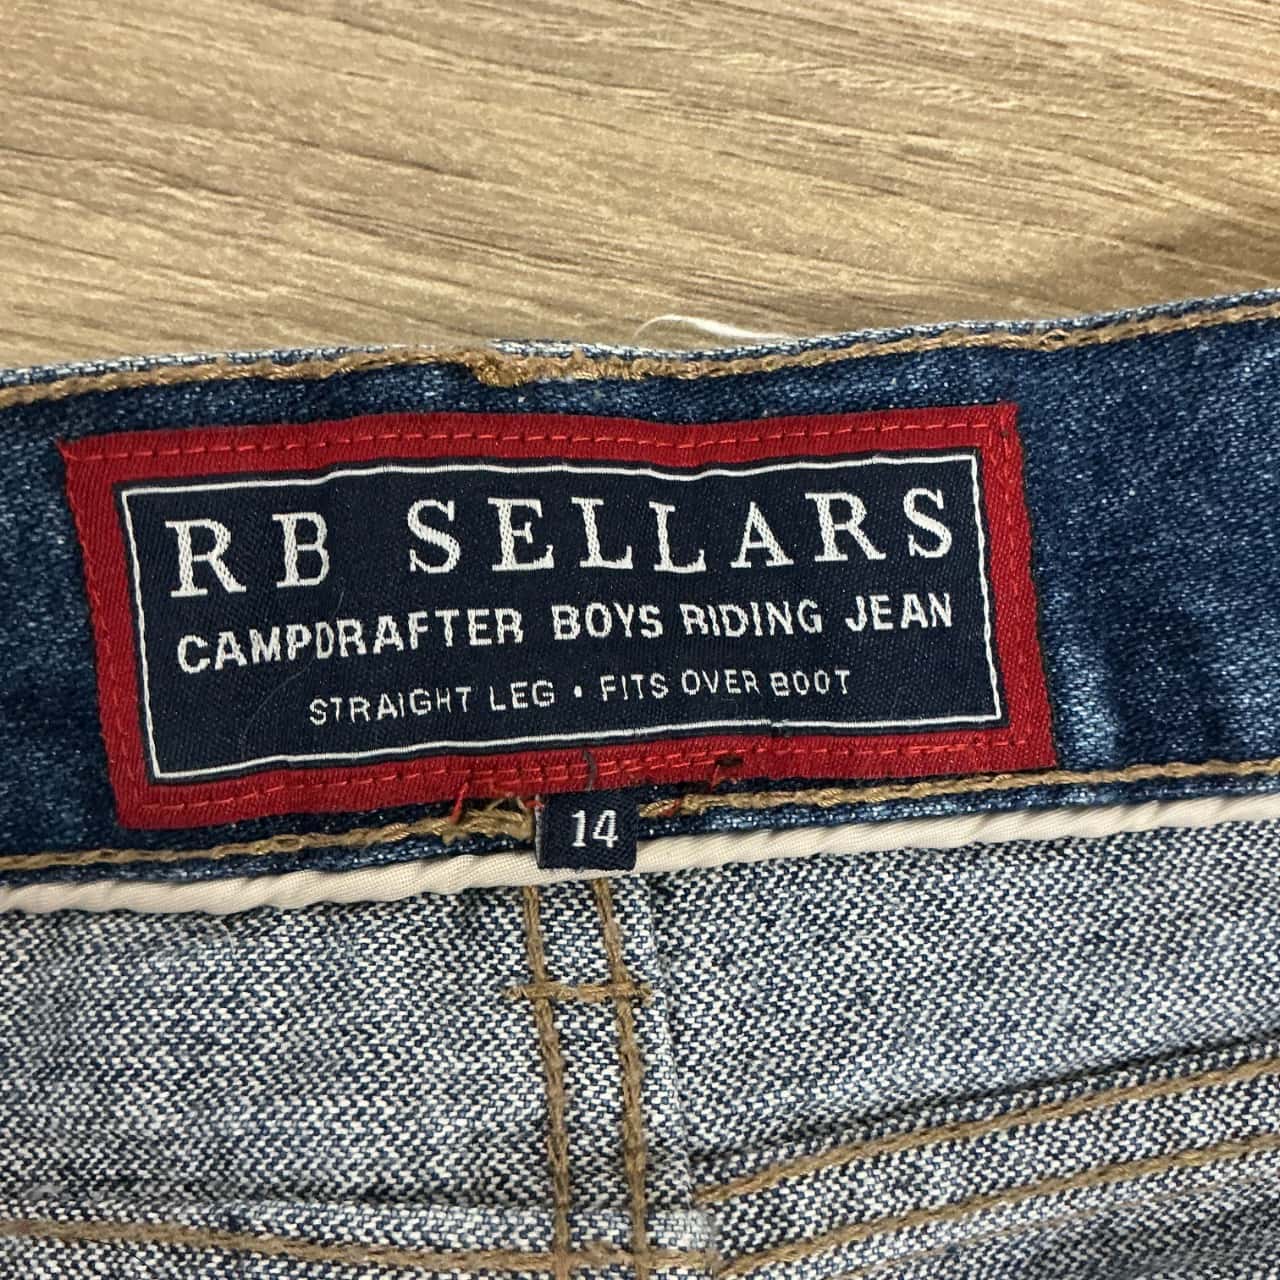 RB SELLARS
CAMPDRAFTER BOYS RIDING JEAN
STRAIGHT LEG • FITS OVER BOOT
14